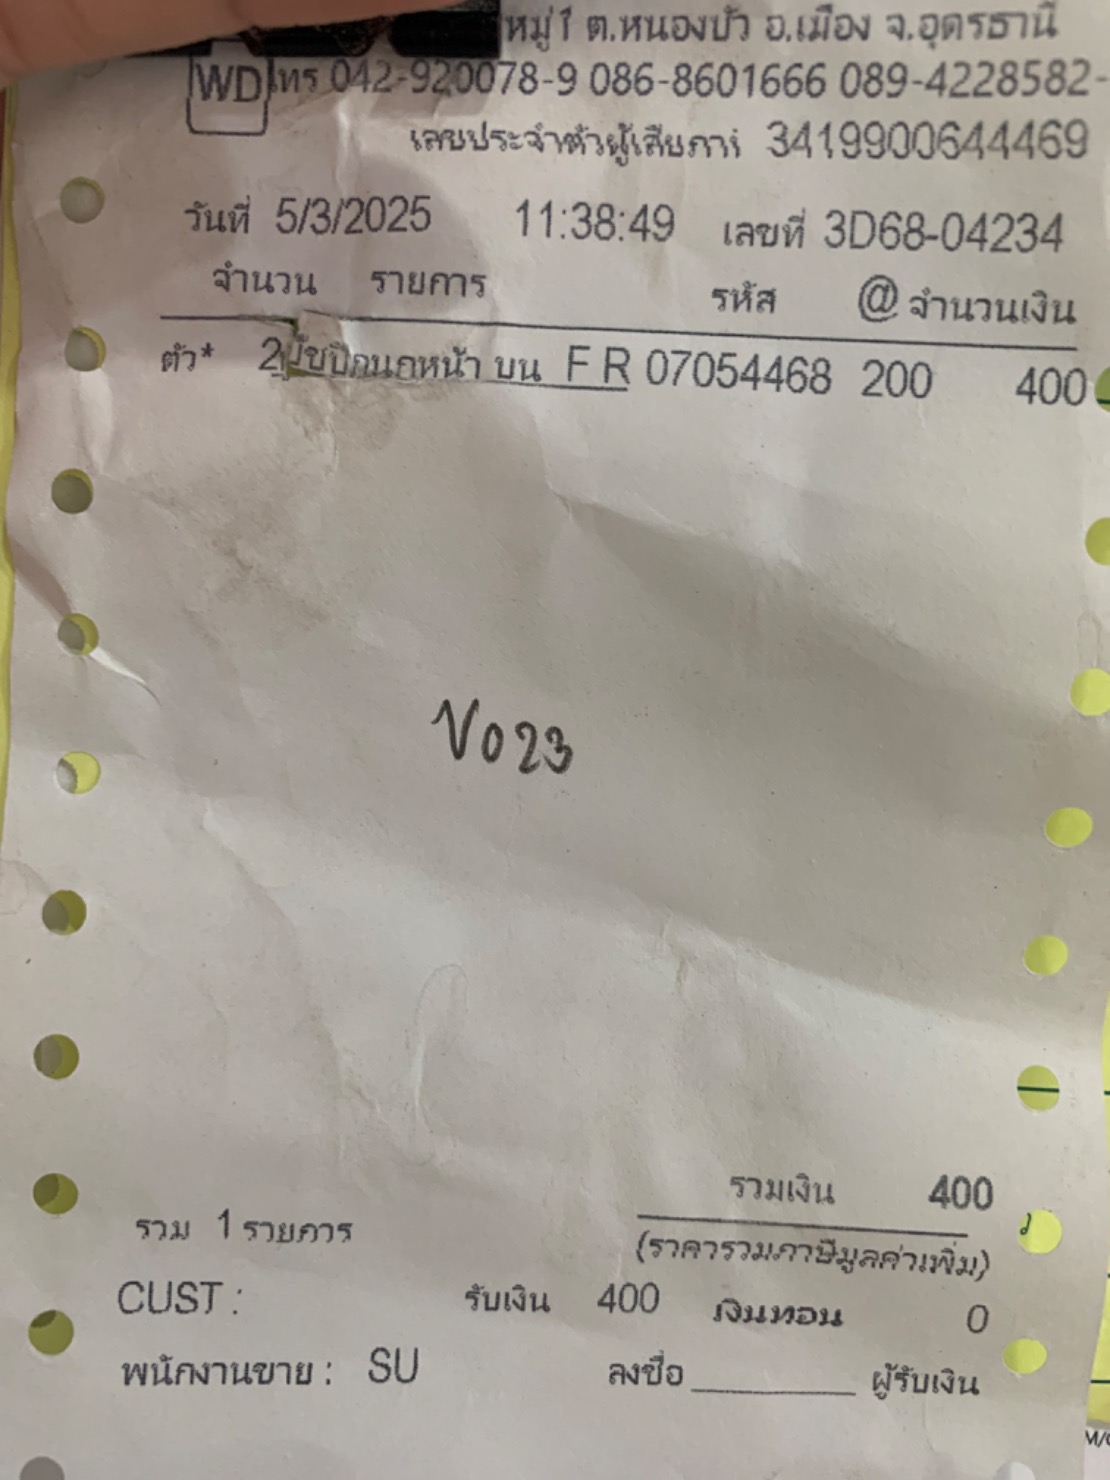 หมู่ 1 ต.หนองบัว อ.เมือง จ.อุดรธานี
WD โทร 042-920078-9 086-8601666 089-4228582-
เลขประจำตัวผู้เสียภาษี 3419900644469
วันที่ 5/3/2025 11:38:49 เลขที่ 3D68-04234
จำนวน รายการ รหัส @ จำนวนเงิน
ตัว* 2 ปีกนกหน้า บน F R 07054468 200 400
V023
รวมเงิน 400
รวม 1 รายการ
(ราคารวมภาษีมูลค่าเพิ่ม)
CUST : รับเงิน 400 เงินทอน 0
พนักงานขาย : SU ลงชื่อ ________ ผู้รับเงิน